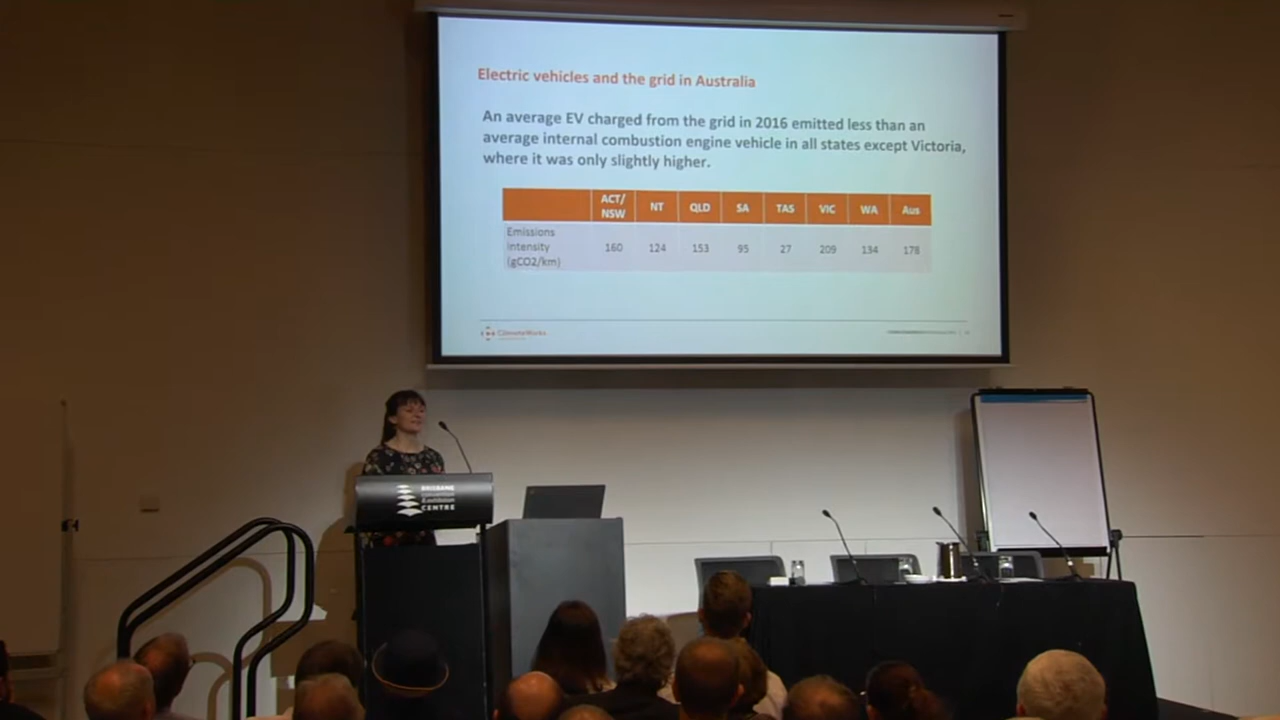 Electric vehicles and the grid in Australia
An average EV charged from the grid in 2016 emitted less than an
average internal combustion engine vehicle in all states except Victoria,
where it was only slightly higher.
ACT/
NSW NT QLD SA TAS VIC WA Aus
Emissions
Intensity
(gCO2/km) 160 124 153 95 27 209 134 178
ClimateWorks
BRISBANE
convention
& exhibition
CENTRE